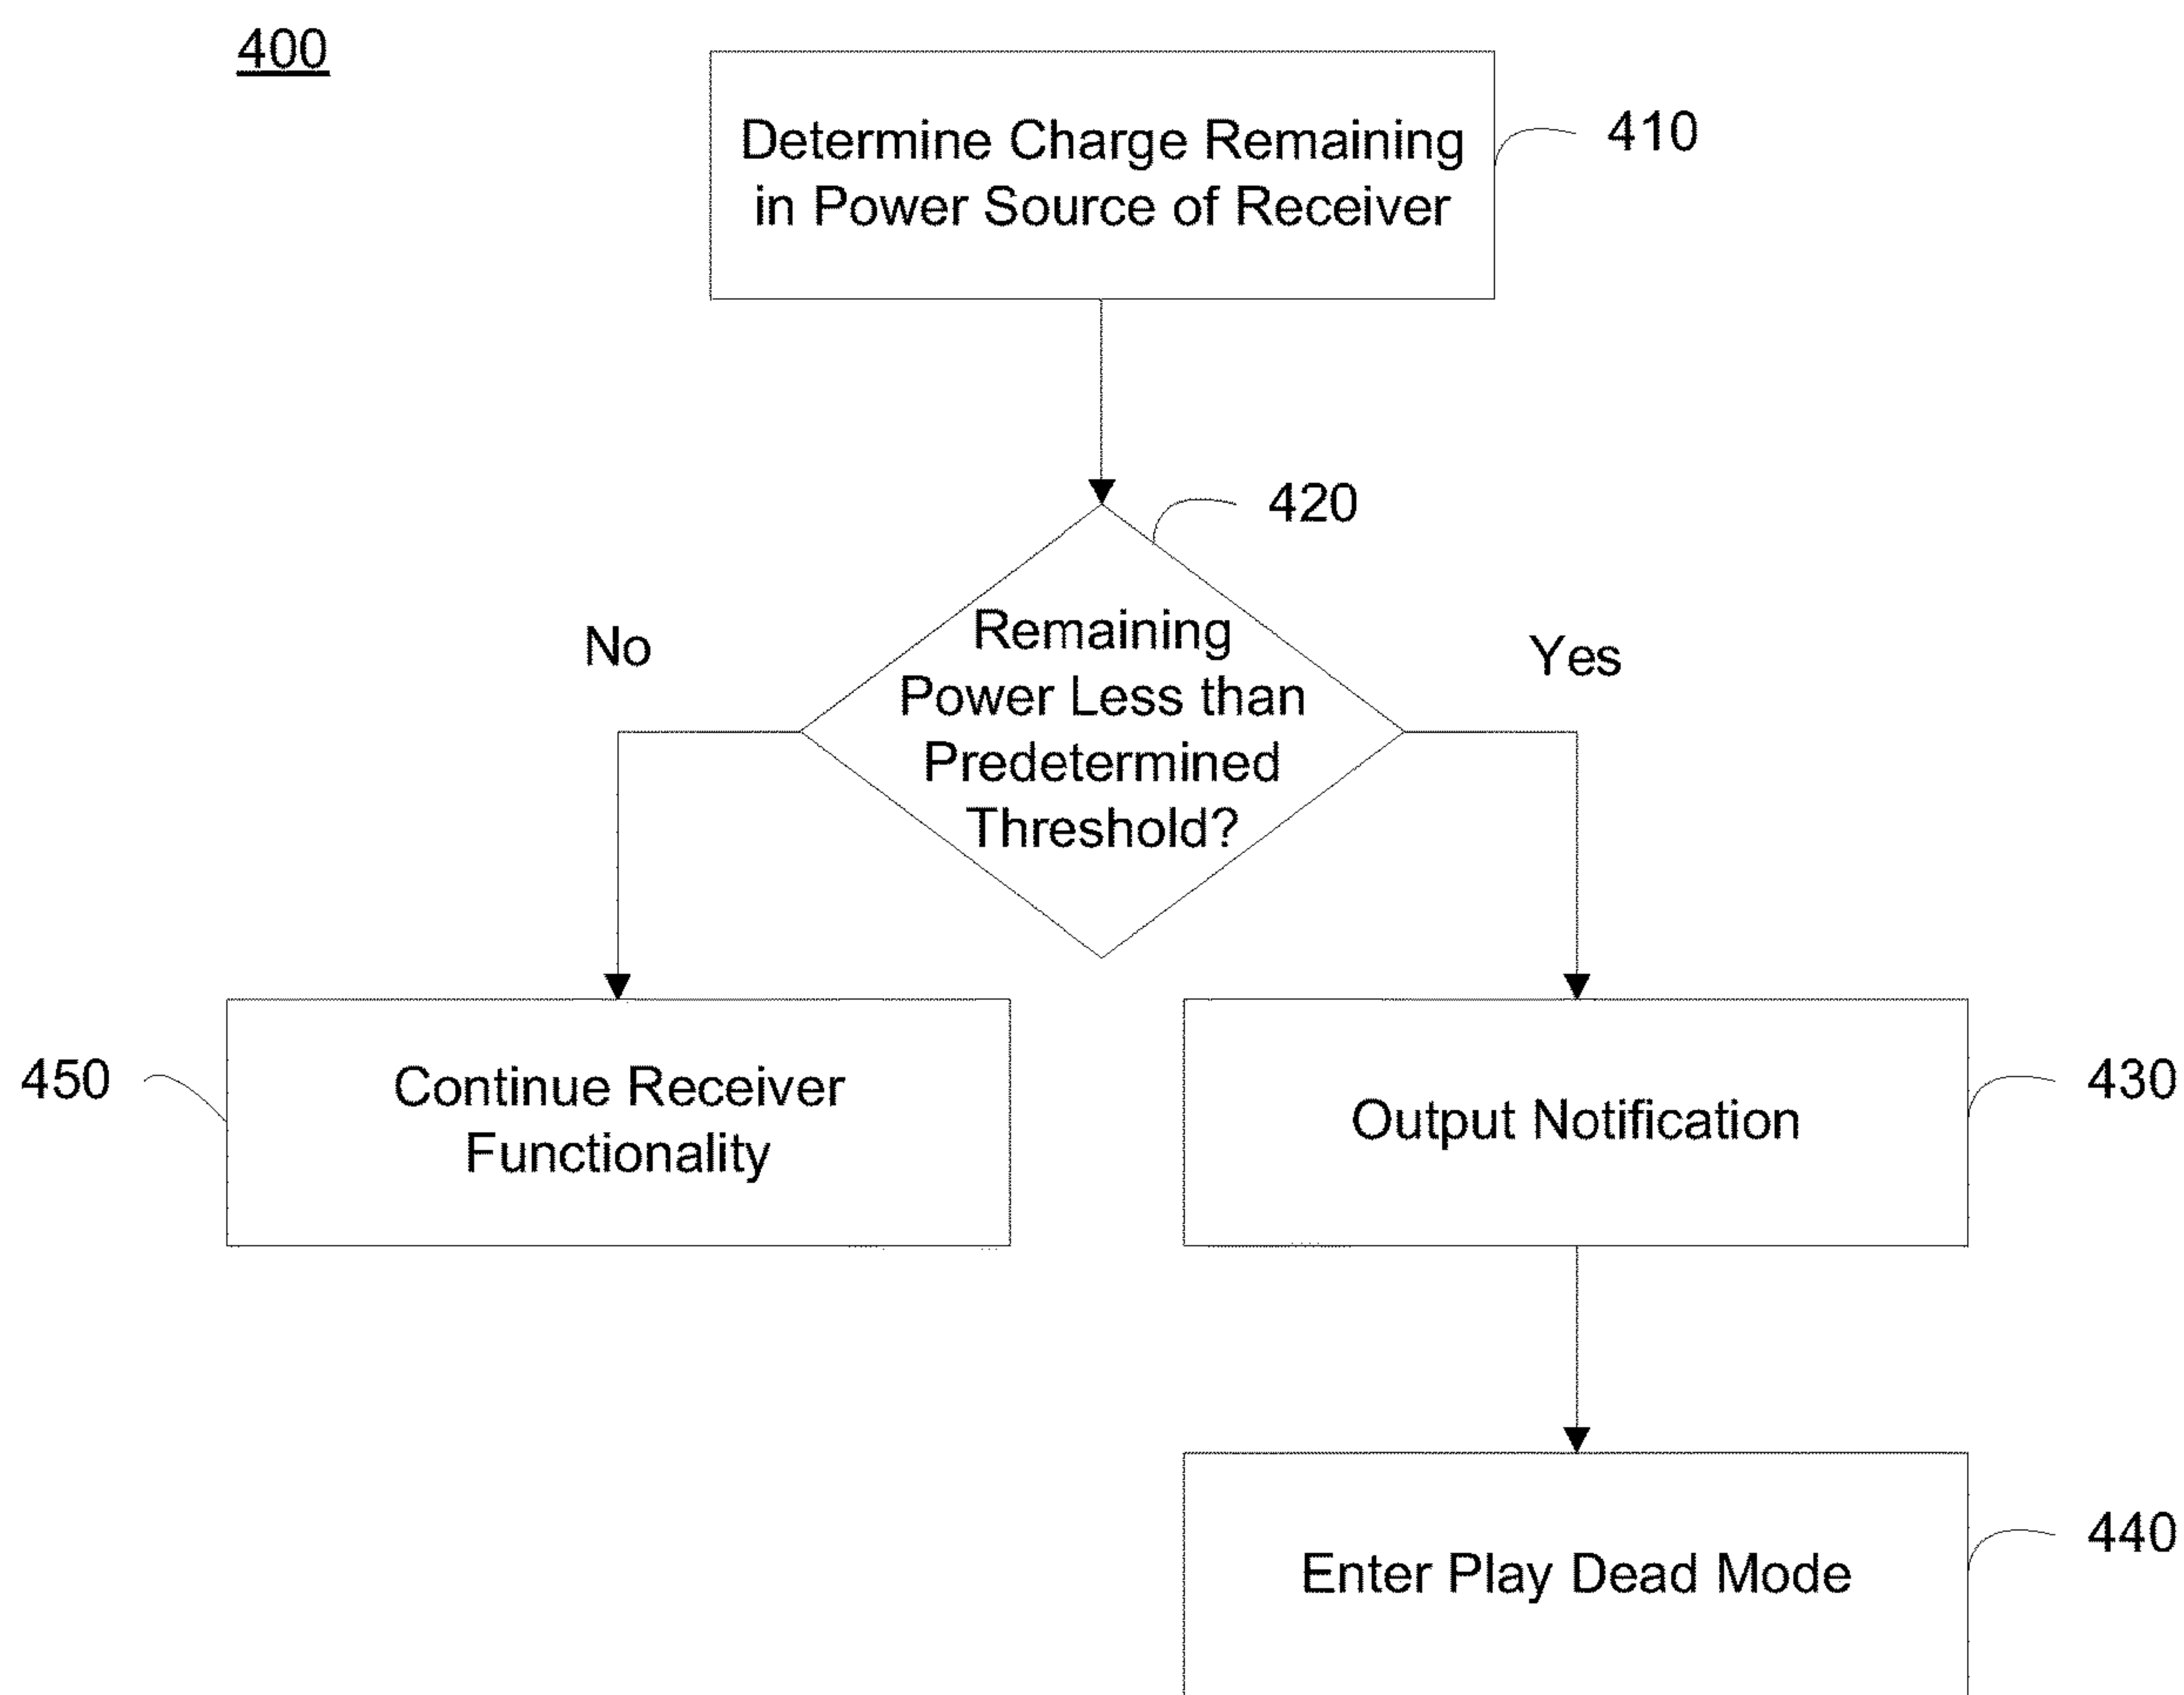 400
Determine Charge Remaining
in Power Source of Receiver
410
420
Remaining
Power Less than
Predetermined
Threshold?
No
Yes
450
Continue Receiver
Functionality
Output Notification
430
Enter Play Dead Mode
440